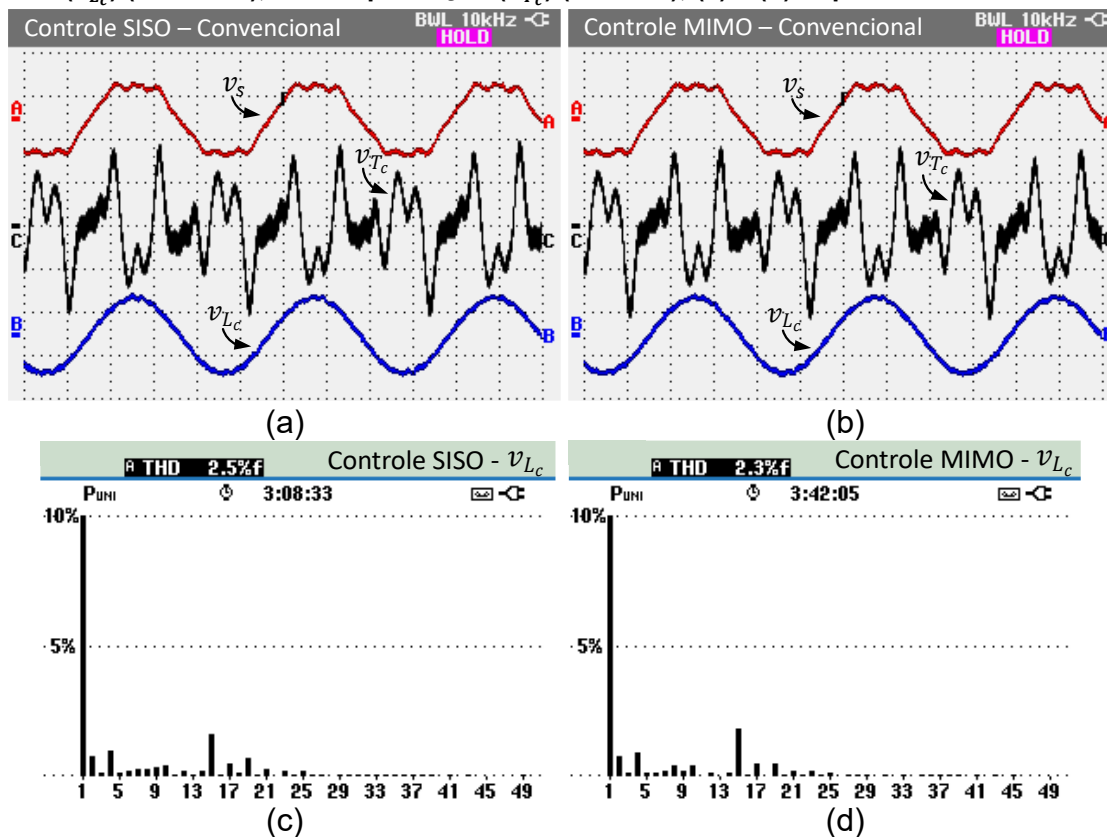 Controle SISO – Convencional
BWL 10kHz
HOLD
A
v_s
A
v_{T_c}
C
C
B
v_{L_c}
B
(a)
Controle MIMO – Convencional
BWL 10kHz
HOLD
A
v_s
v_{T_c}
C
B
v_{L_c}
(b)
A THD 2.5%f
Controle SISO - v_{L_c}
PUNI 3:08:33
10%
5%
1 5 9 13 17 21 25 29 33 37 41 45 49
(c)
A THD 2.3%f
Controle MIMO - v_{L_c}
PUNI 3:42:05
10%
5%
1 5 9 13 17 21 25 29 33 37 41 45 49
(d)